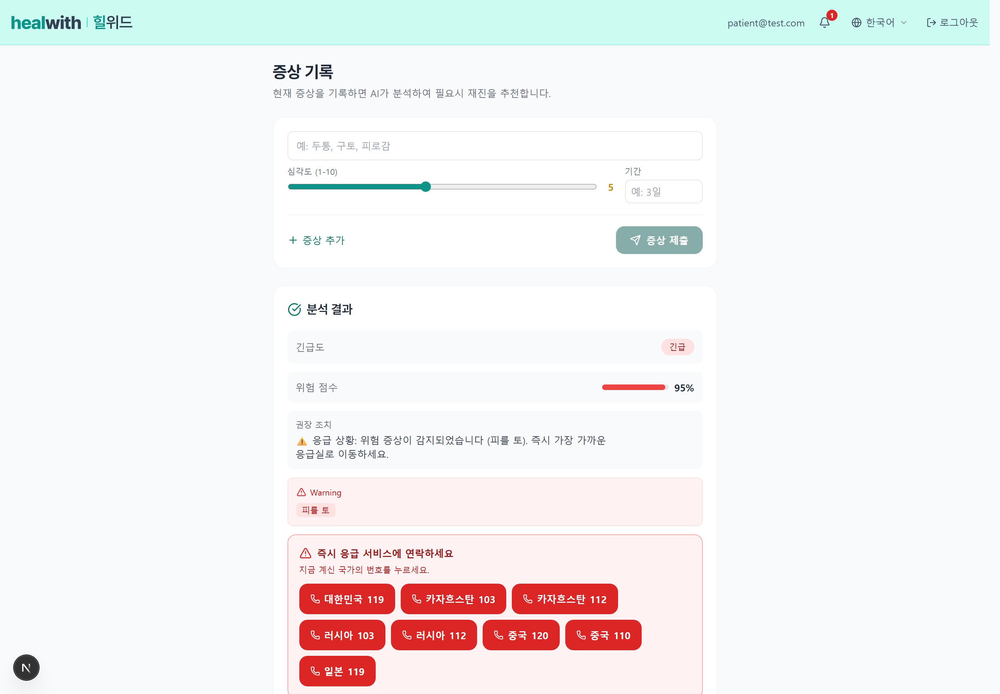 healwith | 힐위드
patient@test.com
1
한국어
로그아웃
증상 기록
현재 증상을 기록하면 AI가 분석하여 필요시 재진을 추천합니다.
예: 두통, 구토, 피로감
심각도 (1-10)
기간
5
예: 3일
+ 증상 추가
증상 제출
분석 결과
긴급도
긴급
위험 점수
95%
권장 조치
⚠️ 응급 상황: 위험 증상이 감지되었습니다 (피를 토). 즉시 가장 가까운
응급실로 이동하세요.
Warning
피를 토
즉시 응급 서비스에 연락하세요
지금 계신 국가의 번호를 누르세요.
대한민국 119
카자흐스탄 103
카자흐스탄 112
러시아 103
러시아 112
중국 120
중국 110
일본 119
N